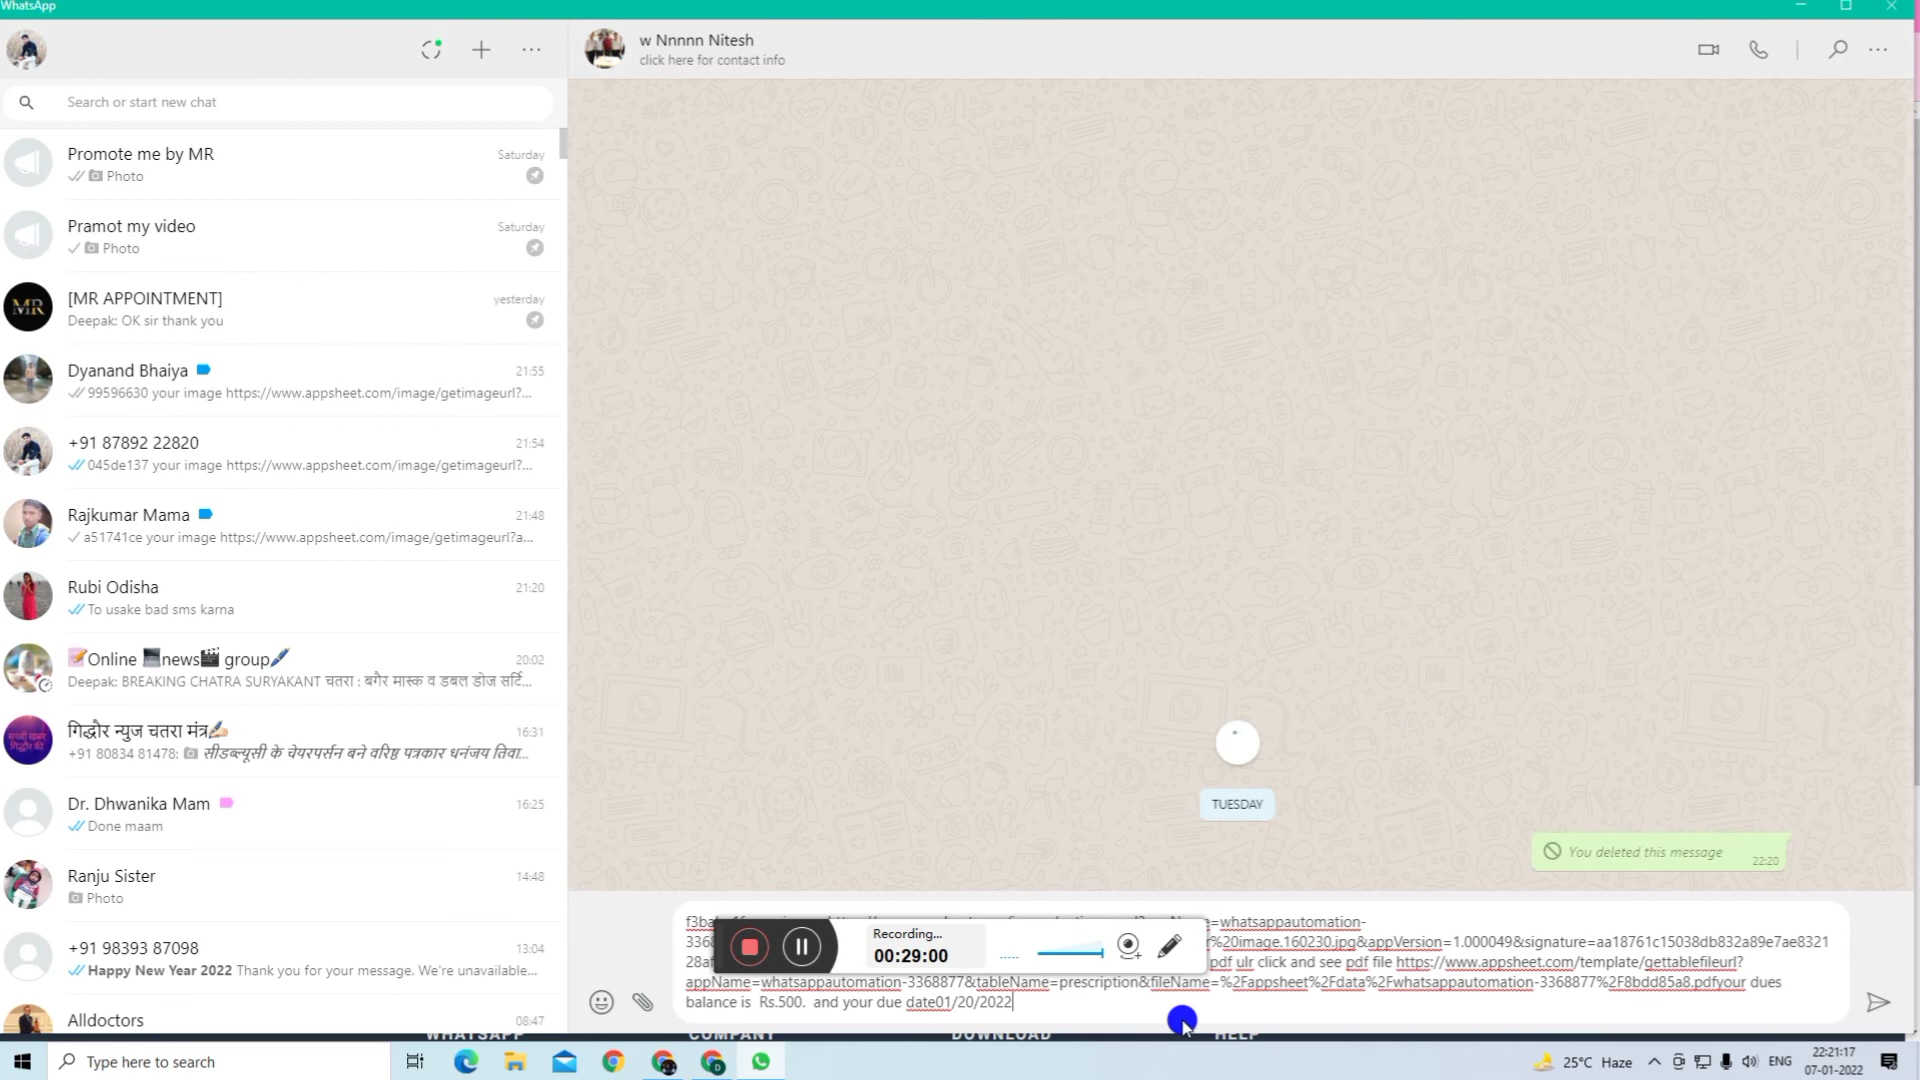 WhatsApp
w Nnnnn Nitesh
click here for contact info
Search or start new chat
Promote me by MR
Saturday
Photo
Pramot my video
Saturday
Photo
MR
[MR APPOINTMENT]
yesterday
Deepak: OK sir thank you
Dyanand Bhaiya
21:55
99596630 your image https://www.appsheet.com/image/getimageurl?...
+91 87892 22820
21:54
045de137 your image https://www.appsheet.com/image/getimageurl?...
Rajkumar Mama
21:48
a51741ce your image https://www.appsheet.com/image/getimageurl?a...
Rubi Odisha
21:20
To usake bad sms karna
Online news group
20:02
Deepak: BREAKING CHATRA SURYAKANT चतरा : बगैर मास्क व डबल डोज सर्टि...
गिद्धौर न्युज चतरा मंत्र
16:31
+91 80834 81478: सीडब्ल्यूसी के चेयरपर्सन बने वरिष्ठ पत्रकार धनंजय तिवा...
Dr. Dhwanika Mam
16:25
Done maam
Ranju Sister
14:48
Photo
+91 98393 87098
13:04
Happy New Year 2022 Thank you for your message. We're unavailable...
Alldoctors
08:47
TUESDAY
You deleted this message
22:20
=whatsappautomation-
r%20image.160230.jpg&appVersion=1.000049&signature=aa18761c15038db832a89e7ae8321
pdf ulr click and see pdf file https://www.appsheet.com/template/gettablefileurl?
appName=whatsappautomation-3368877&tableName=prescription&fileName=%2Fappsheet%2Fdata%2Fwhatsappautomation-3368877%2F8bdd85a8.pdfyour dues
balance is Rs.500. and your due date01/20/2022
Recording...
00:29:00
WHATSAPP
COMPANY
DOWNLOAD
HELP
Type here to search
25°C Haze
ENG
22:21:17
07-01-2022